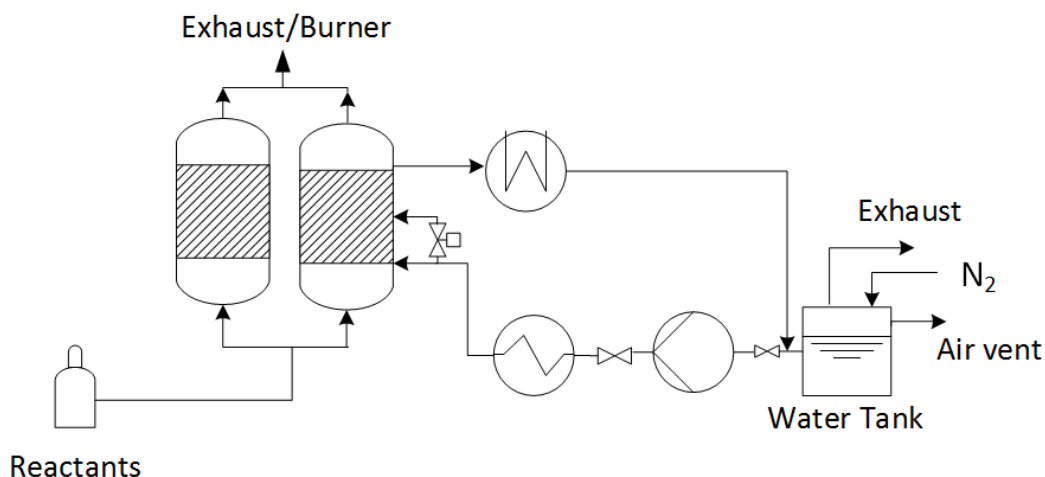 Exhaust/Burner
Exhaust
N₂
Air vent
Water Tank
Reactants